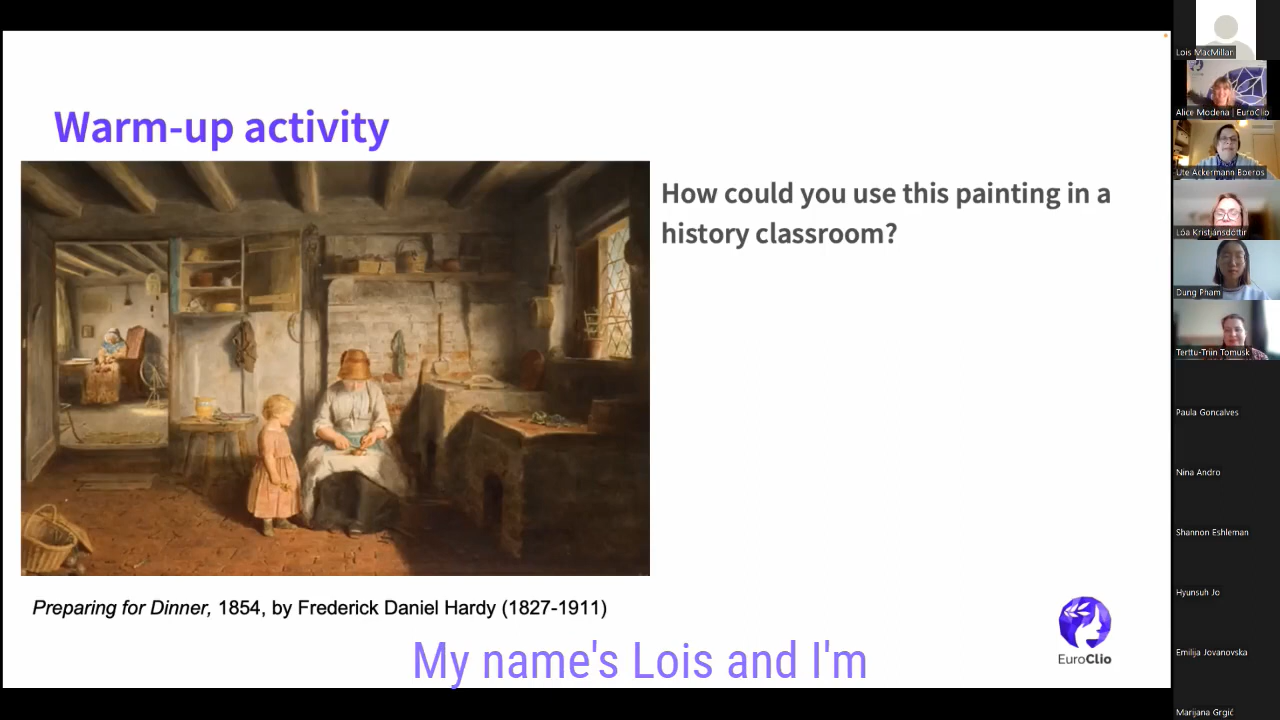 Warm-up activity
How could you use this painting in a
history classroom?
Preparing for Dinner, 1854, by Frederick Daniel Hardy (1827-1911)
EuroClio
My name's Lois and I'm
Lois MacMillan
Alice Modena | EuroClio
Ute Ackermann Boeros
Lóa Kristjánsdóttir
Dung Pham
Terttu-Triin Tomusk
Paula Goncalves
Nina Andro
Shannon Eshleman
Hyunsuh Jo
Emilija Jovanovska
Marijana Grgić